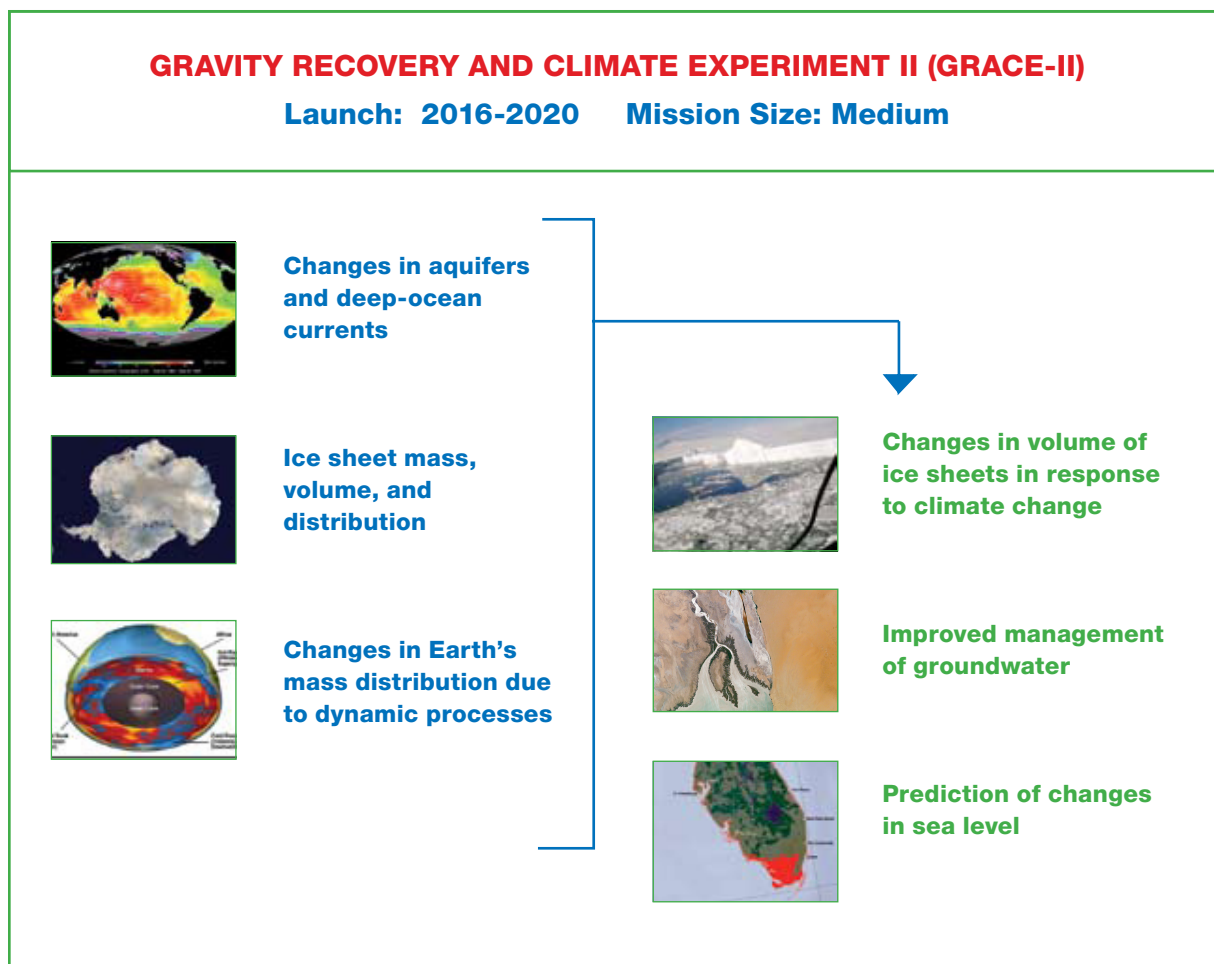 GRAVITY RECOVERY AND CLIMATE EXPERIMENT II (GRACE-II)
Launch: 2016-2020 Mission Size: Medium
Changes in aquifers
and deep-ocean
currents
Ice sheet mass,
volume, and
distribution
Changes in Earth’s
mass distribution due
to dynamic processes
Changes in volume of
ice sheets in response
to climate change
Improved management
of groundwater
Prediction of changes
in sea level